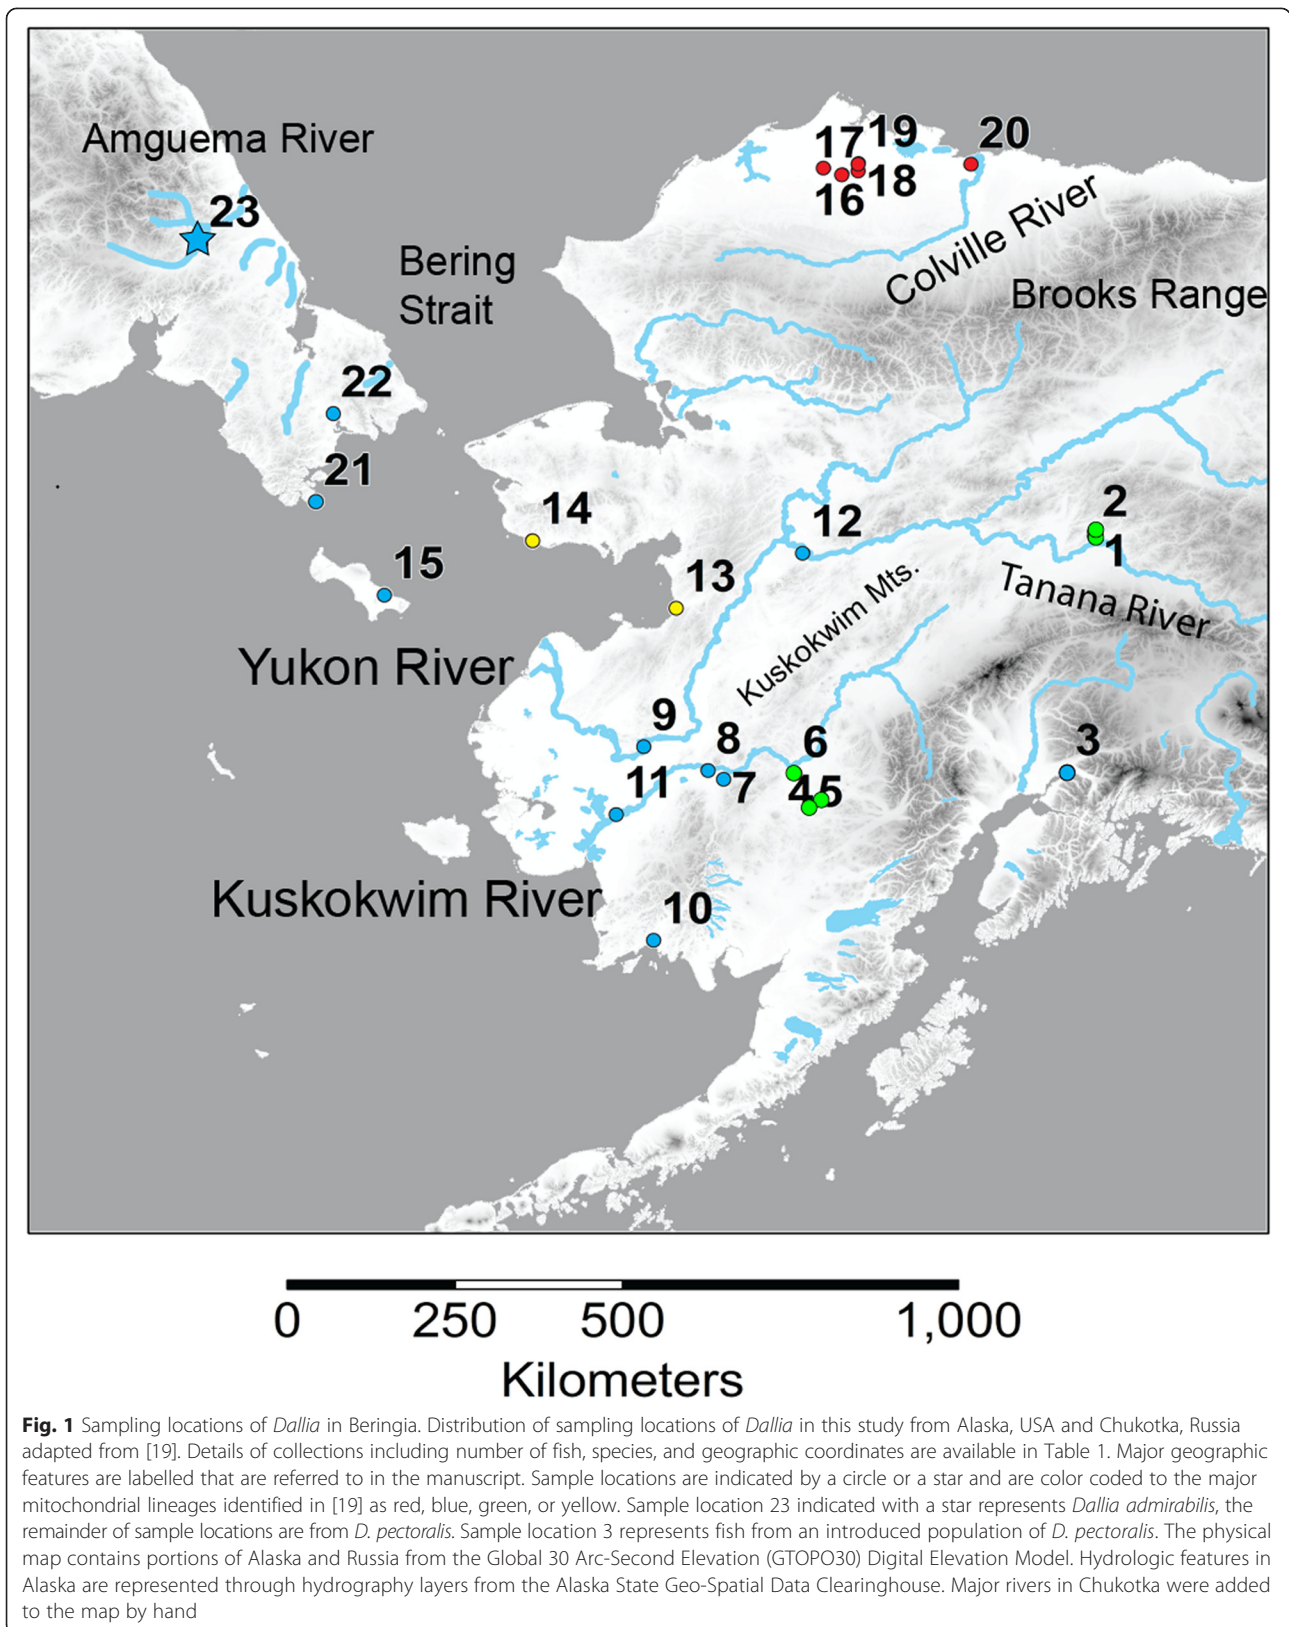 Amguema River
17
19
20
16
18
23
Colville River
Bering
Strait
Brooks Range
22
21
14
12
2
1
15
13
Kuskokwim Mts.
Tanana River
Yukon River
9
8
6
3
11
7
4
5
Kuskokwim River
10
0
250
500
1,000
Kilometers
Fig. 1 Sampling locations of Dallia in Beringia. Distribution of sampling locations of Dallia in this study from Alaska, USA and Chukotka, Russia
adapted from [19]. Details of collections including number of fish, species, and geographic coordinates are available in Table 1. Major geographic
features are labelled that are referred to in the manuscript. Sample locations are indicated by a circle or a star and are color coded to the major
mitochondrial lineages identified in [19] as red, blue, green, or yellow. Sample location 23 indicated with a star represents Dallia admirabilis, the
remainder of sample locations are from D. pectoralis. Sample location 3 represents fish from an introduced population of D. pectoralis. The physical
map contains portions of Alaska and Russia from the Global 30 Arc-Second Elevation (GTOPO30) Digital Elevation Model. Hydrologic features in
Alaska are represented through hydrography layers from the Alaska State Geo-Spatial Data Clearinghouse. Major rivers in Chukotka were added
to the map by hand